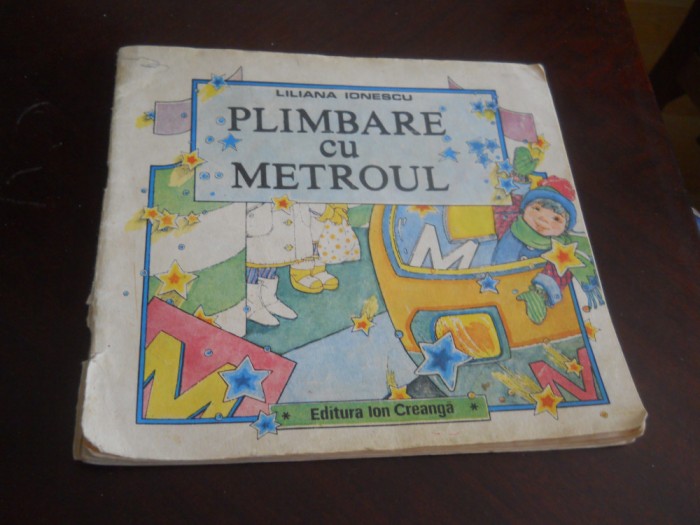 LILIANA IONESCU
PLIMBARE
cu
METROUL
M
M
M
Editura Ion Creangă